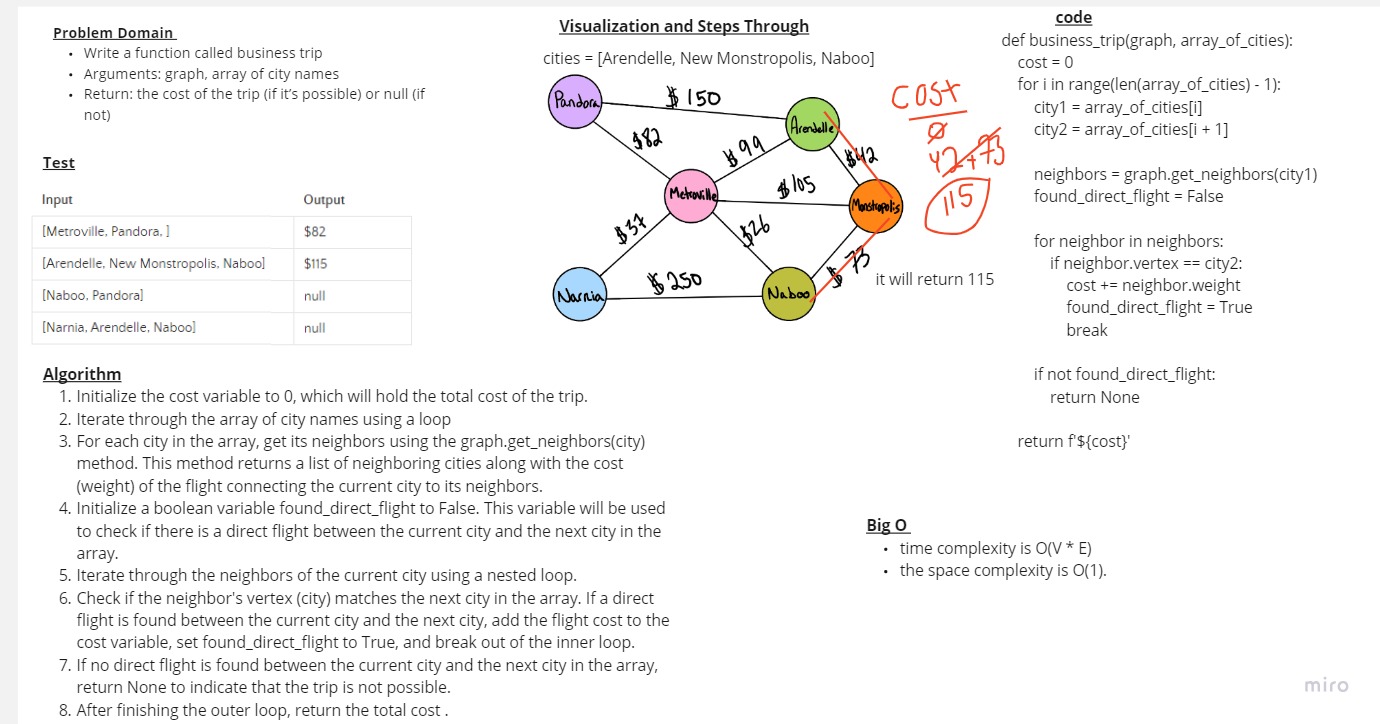 Problem Domain
• Write a function called business trip
• Arguments: graph, array of city names
• Return: the cost of the trip (if it's possible) or null (if
not)
Test
Input Output
[Metroville, Pandora, ] $82
[Arendelle, New Monstropolis, Naboo] $115
[Naboo, Pandora] null
[Narnia, Arendelle, Naboo] null
Algorithm
1. Initialize the cost variable to 0, which will hold the total cost of the trip.
2. Iterate through the array of city names using a loop
3. For each city in the array, get its neighbors using the graph.get_neighbors(city)
method. This method returns a list of neighboring cities along with the cost
(weight) of the flight connecting the current city to its neighbors.
4. Initialize a boolean variable found_direct_flight to False. This variable will be used
to check if there is a direct flight between the current city and the next city in the
array.
5. Iterate through the neighbors of the current city using a nested loop.
6. Check if the neighbor's vertex (city) matches the next city in the array. If a direct
flight is found between the current city and the next city, add the flight cost to the
cost variable, set found_direct_flight to True, and break out of the inner loop.
7. If no direct flight is found between the current city and the next city in the array,
return None to indicate that the trip is not possible.
8. After finishing the outer loop, return the total cost .
Visualization and Steps Through
cities = [Arendelle, New Monstropolis, Naboo]
Pandora
$150
Arendelle
$82
$99
$42
Metroville
$105
Monstropolis
$37
$26
$73
Narnia
$250
Naboo
COST
0
42+73
115
it will return 115
code
def business_trip(graph, array_of_cities):
cost = 0
for i in range(len(array_of_cities) - 1):
city1 = array_of_cities[i]
city2 = array_of_cities[i + 1]
neighbors = graph.get_neighbors(city1)
found_direct_flight = False
for neighbor in neighbors:
if neighbor.vertex == city2:
cost += neighbor.weight
found_direct_flight = True
break
if not found_direct_flight:
return None
return f'${cost}'
Big O
• time complexity is O(V * E)
• the space complexity is O(1).
miro